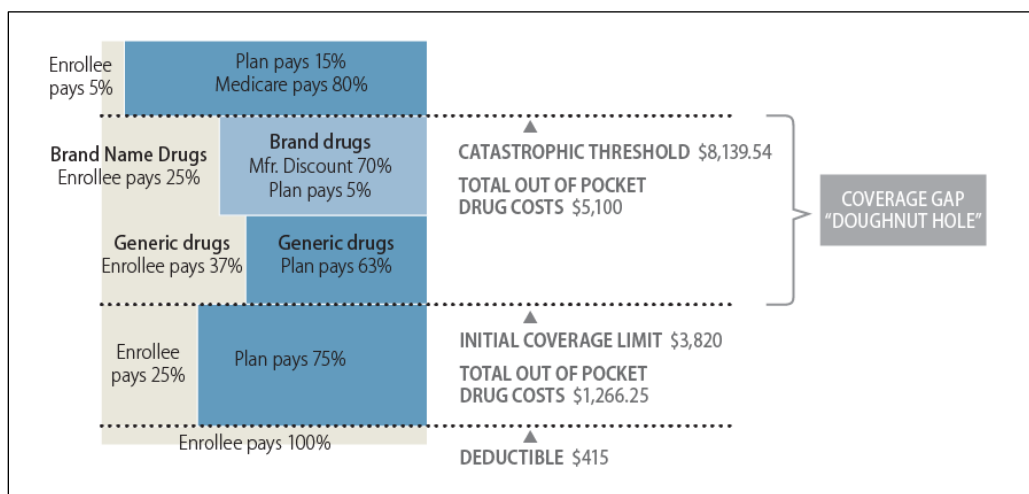 Enrollee
pays 5%
Plan pays 15%
Medicare pays 80%
Brand Name Drugs
Enrollee pays 25%
Brand drugs
Mfr. Discount 70%
Plan pays 5%
CATASTROPHIC THRESHOLD $8,139.54
TOTAL OUT OF POCKET
DRUG COSTS $5,100
COVERAGE GAP
"DOUGHNUT HOLE"
Generic drugs
Enrollee pays 37%
Generic drugs
Plan pays 63%
Enrollee
pays 25%
Plan pays 75%
INITIAL COVERAGE LIMIT $3,820
TOTAL OUT OF POCKET
DRUG COSTS $1,266.25
Enrollee pays 100%
DEDUCTIBLE $415